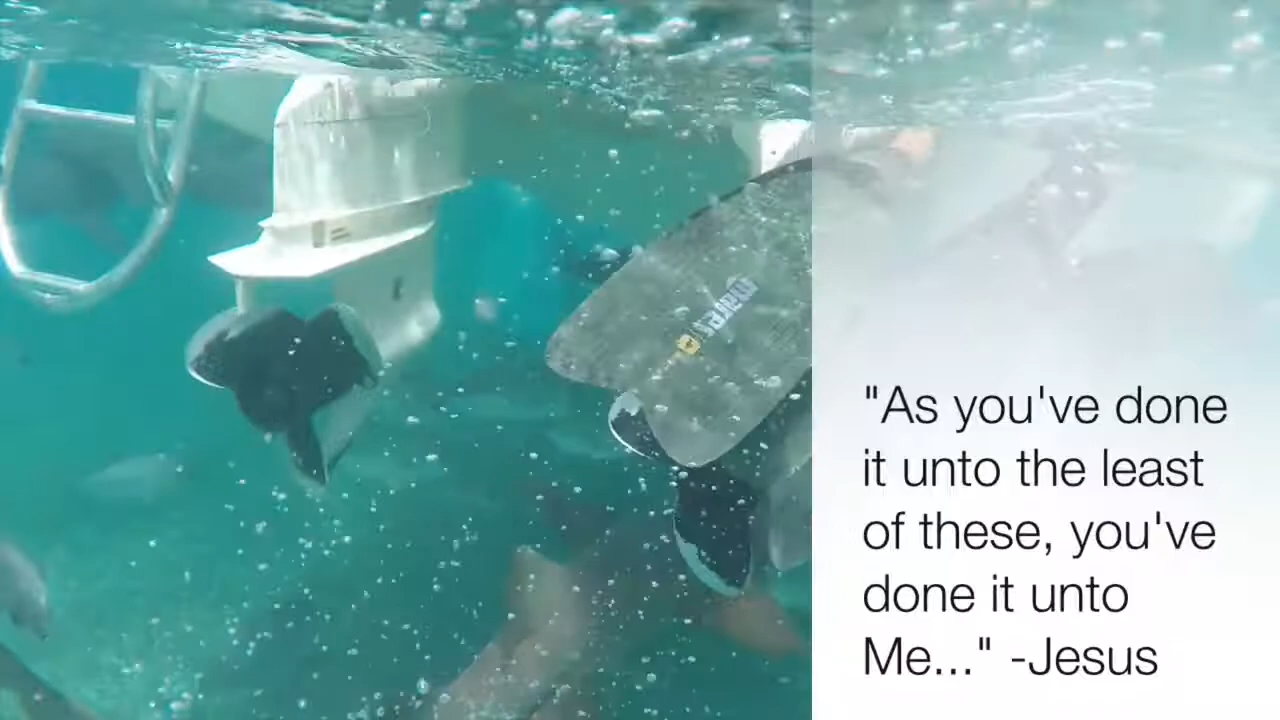 mares
"As you've done
it unto the least
of these, you've
done it unto
Me..." -Jesus